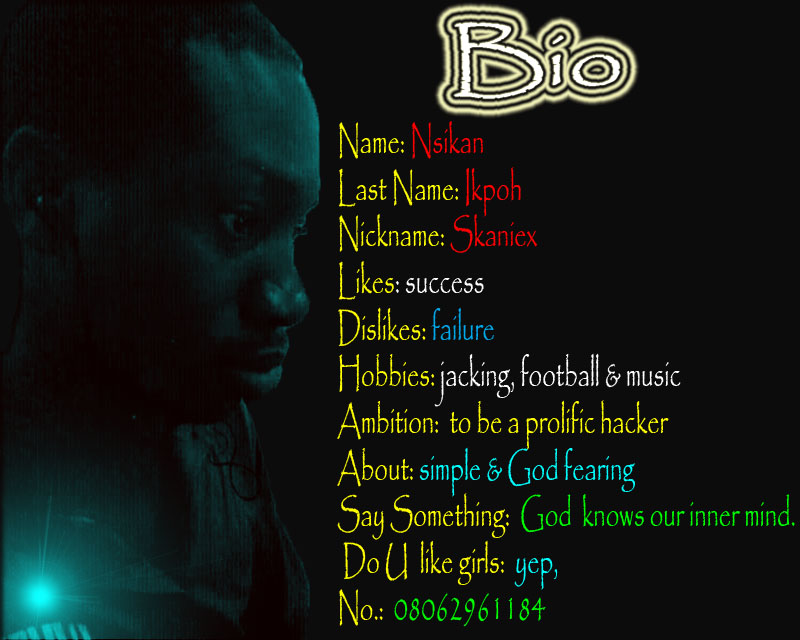 Bio
Name: Nsikan
Last Name: Ikpoh
Nickname: Skaniex
Likes: success
Dislikes: failure
Hobbies: jacking, football & music
Ambition: to be a prolific hacker
About: simple & God fearing
Say Something: God knows our inner mind.
Do U like girls: yep,
No.: 08062961184